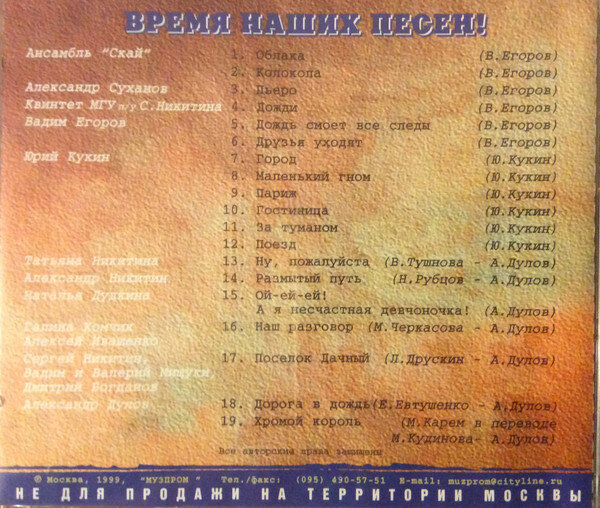 ВРЕМЯ НАШИХ ПЕСЕН!
Ансамбль "Скай" 1. Облака (В.Егоров)
2. Колокола (В.Егоров)
Александр Суханов 3. Пьеро (В.Егоров)
Квинтет МГУ п/у С.Никитина 4. Дожди (В.Егоров)
Вадим Егоров 5. Дождь смоет все следы (В.Егоров)
6. Друзья уходят (В.Егоров)
Юрий Кукин 7. Город (Ю.Кукин)
8. Маленький гном (Ю.Кукин)
9. Париж (Ю.Кукин)
10. Гостиница (Ю.Кукин)
11. За туманом (Ю.Кукин)
12. Поезд (Ю.Кукин)
Татьяна Никитина 13. Ну, пожалуйста (В.Тушнова - А.Дулов)
Александр Никитин 14. Размытый путь (Н.Рубцов - А.Дулов)
Наталья Дудкина 15. Ой-ей-ей!
А я несчастная девчоночка! (А.Дулов)
Галина Хомчик 16. Наш разговор (М.Черкасова - А.Дулов)
Алексей Иващенко
Сергей Никитин, 17. Поселок Дачный (Л.Друскин - А.Дулов)
Вадим и Валерий Мищуки,
Дмитрий Богданов
Александр Дулов 18. Дорога в дождь(Е.Евтушенко - А.Дулов)
19. Хромой король (М.Карем в переводе
М.Кудинова- А.Дулов)
Все авторские права защищены
® Москва, 1999, "МУЗПРОМ " Тел./факс: (095) 490-57-51 E-mail: muzprom@cityline.ru
НЕ ДЛЯ ПРОДАЖИ НА ТЕРРИТОРИИ МОСКВЫ